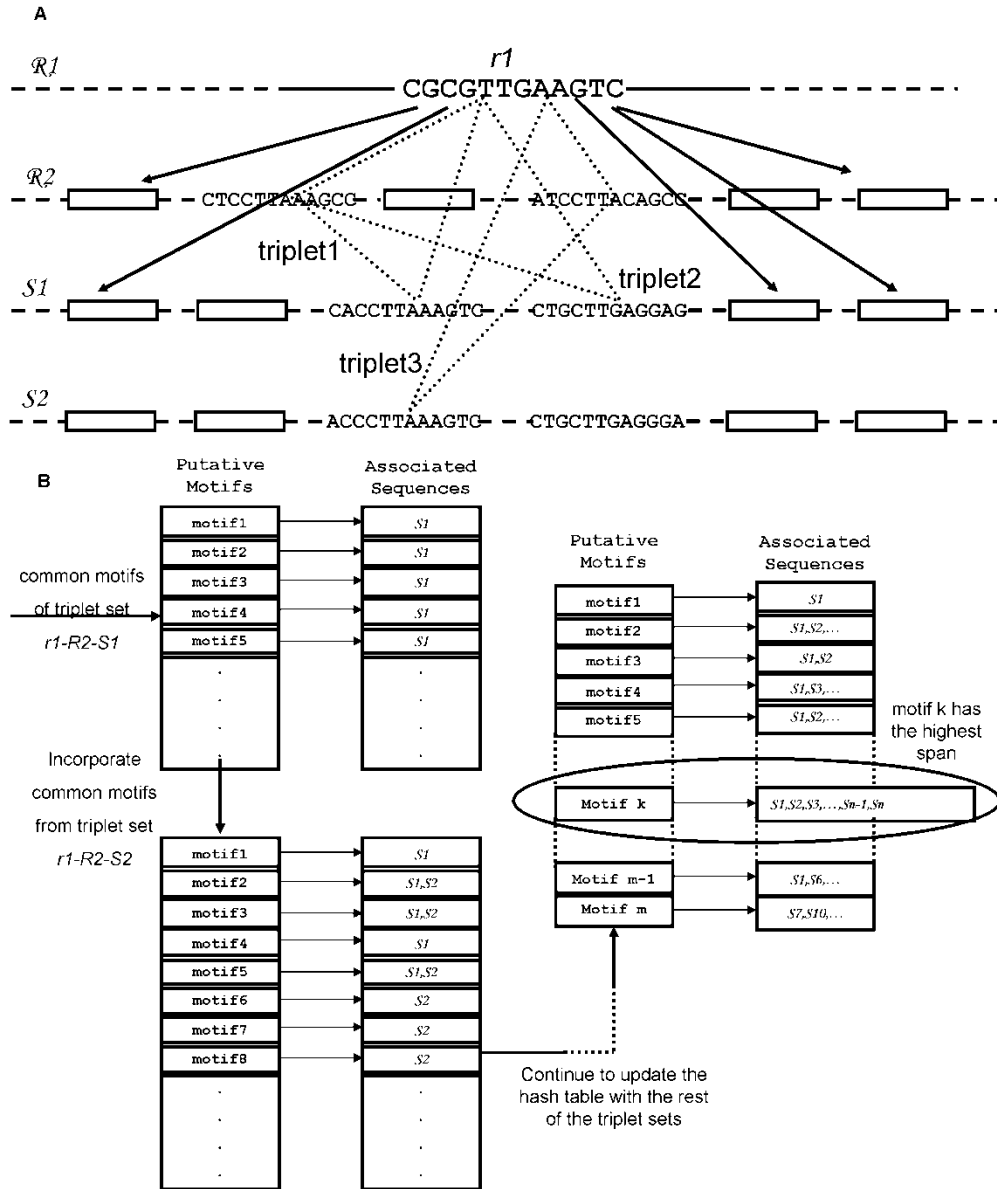 A
R1
r1
CGCGTTGAAGTC
R2
CTCCTTAAAGCG
ATCCTTACAGCG
triplet1
triplet2
S1
CACCTTAAAGTG
CTGCTTGAGGAG
triplet3
S2
ACCCTTAAAGTG
CTGCTTGAGGGA
B
Putative
Motifs
Associated
Sequences
motif1
S1
motif2
S1
motif3
S1
motif4
S1
motif5
S1
common motifs
of triplet set
r1-R2-S1
Incorporate
common motifs
from triplet set
r1-R2-S2
motif1
S1
motif2
S1,S2
motif3
S1,S2
motif4
S1
motif5
S1,S2
motif6
S2
motif7
S2
motif8
S2
Continue to update the
hash table with the rest
of the triplet sets
Putative
Motifs
Associated
Sequences
motif1
S1
motif2
S1,S2,...
motif3
S1,S2
motif4
S1,S3,...
motif5
S1,S2,...
motif k has
the highest
span
Motif k
S1,S2,S3,...,Sn-1,Sn
Motif m-1
S1,S6,...
Motif m
S7,S10,...